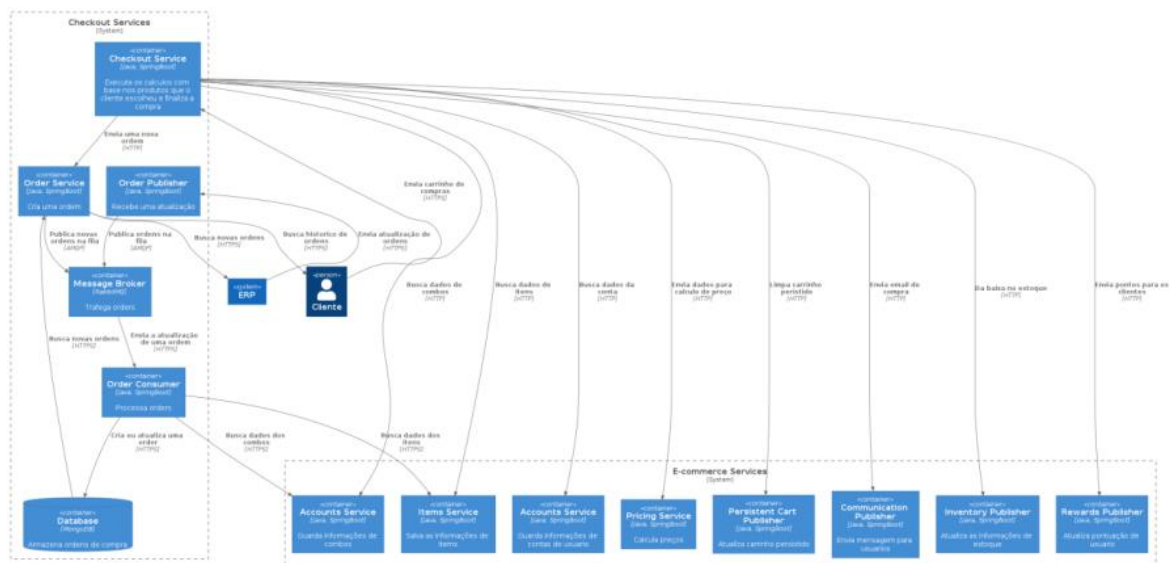 Checkout Services
[System]
«container»
Checkout Service
[Java, SpringBoot]
Executa os calculos com
base nos produtos que o
cliente escolheu e finaliza a
compra
Envia uma nova
ordem
[HTTP]
«container»
Order Service
[Java, SpringBoot]
Cria uma ordem
«container»
Order Publisher
[Java, SpringBoot]
Recebe uma atualização
Envia carrinho de
compras
[HTTPS]
Publica novas
ordens na fila
[AMQP]
Publica ordens na
fila
[AMQP]
Busca novas ordens
[HTTPS]
Busca historico de
ordens
[HTTPS]
Envia atualização de
ordens
[HTTPS]
«container»
Message Broker
[RabbitMQ]
Trafega orders
«system»
ERP
«person»
Cliente
Busca dados de
combos
[HTTP]
Busca dados de
itens
[HTTP]
Busca dados da
conta
[HTTP]
Envia dados para
calculo de preço
[HTTP]
Limpa carrinho
peristido
[HTTP]
Envia email de
compra
[HTTP]
Da baixa no estoque
[HTTP]
Envia pontos para os
clientes
[HTTP]
Busca novas ordens
[HTTPS]
Envia a atualização
de uma ordem
[HTTPS]
«container»
Order Consumer
[Java, SpringBoot]
Processa orders
Cria ou atualiza uma
order
[HTTPS]
Busca dados dos
combos
[HTTPS]
Busca dados dos
itens
[HTTPS]
«container»
Database
[MongoDB]
Armazena ordens de compra
E-commerce Services
[System]
«container»
Accounts Service
[Java, SpringBoot]
Guarda informações de
combos
«container»
Items Service
[Java, SpringBoot]
Salva as informações de
items
«container»
Accounts Service
[Java, SpringBoot]
Guarda informações de
contas de usuario
«container»
Pricing Service
[Java, SpringBoot]
Calcula preços
«container»
Persistent Cart
Publisher
[Java, SpringBoot]
Atualiza carrinho persistido
«container»
Communication
Publisher
[Java, SpringBoot]
Envia mensagem para
usuarios
«container»
Inventory Publisher
[Java, SpringBoot]
Atualiza as informações de
estoque
«container»
Rewards Publisher
[Java, SpringBoot]
Atualiza pontuação de
usuario